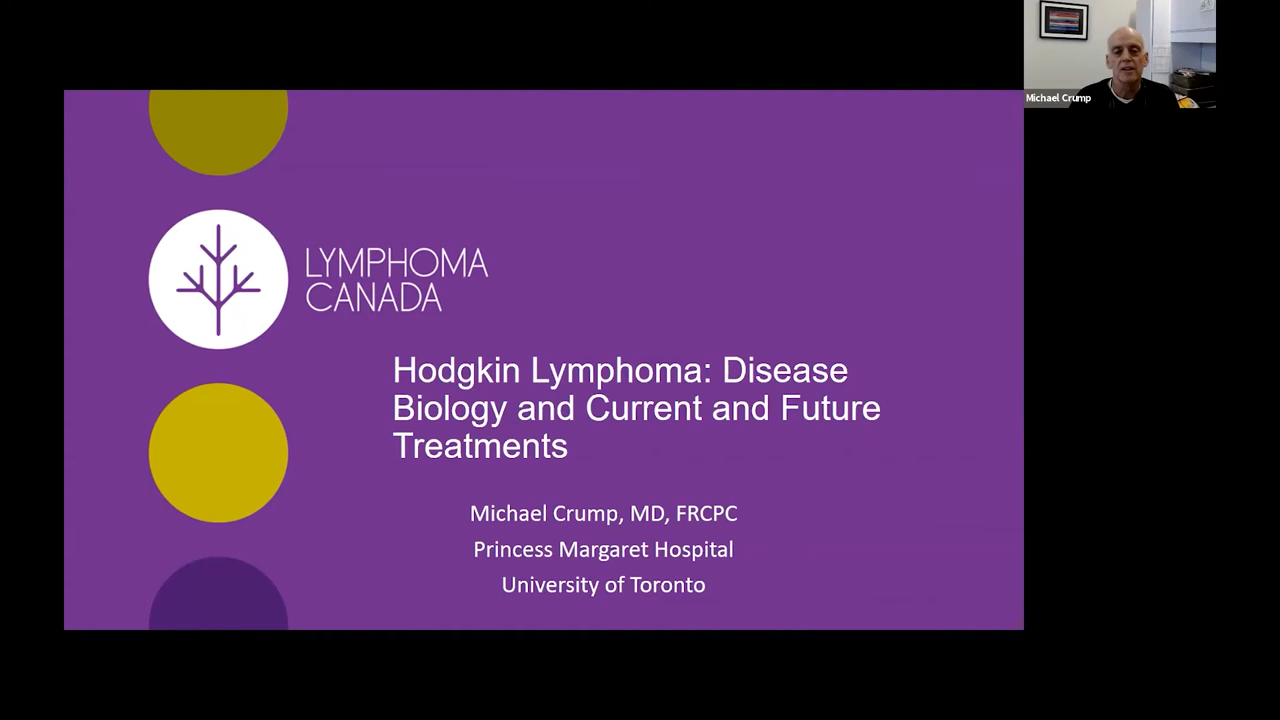 Michael Crump
LYMPHOMA
CANADA
Hodgkin Lymphoma: Disease
Biology and Current and Future
Treatments
Michael Crump, MD, FRCPC
Princess Margaret Hospital
University of Toronto